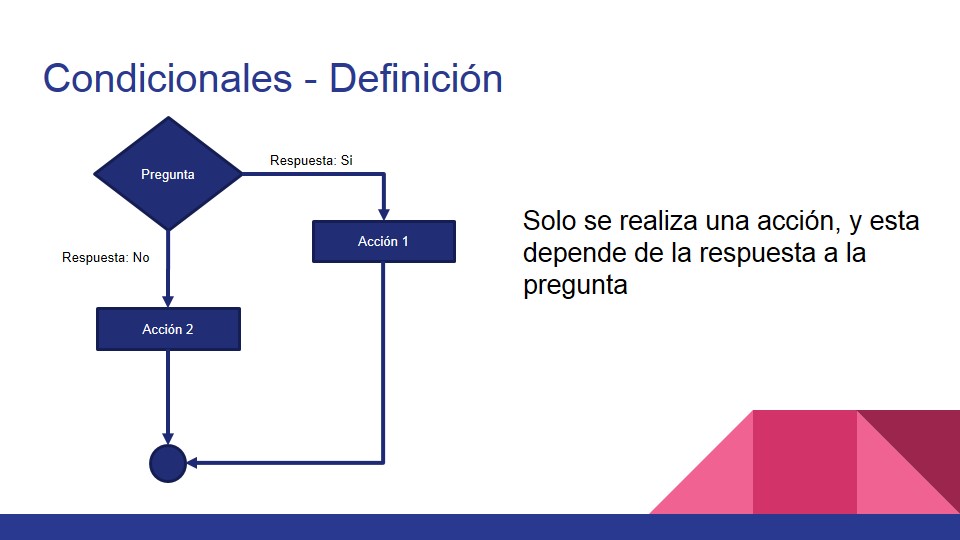 Condicionales - Definición
Pregunta
Respuesta: Si
Acción 1
Respuesta: No
Acción 2
Solo se realiza una acción, y esta
depende de la respuesta a la
pregunta